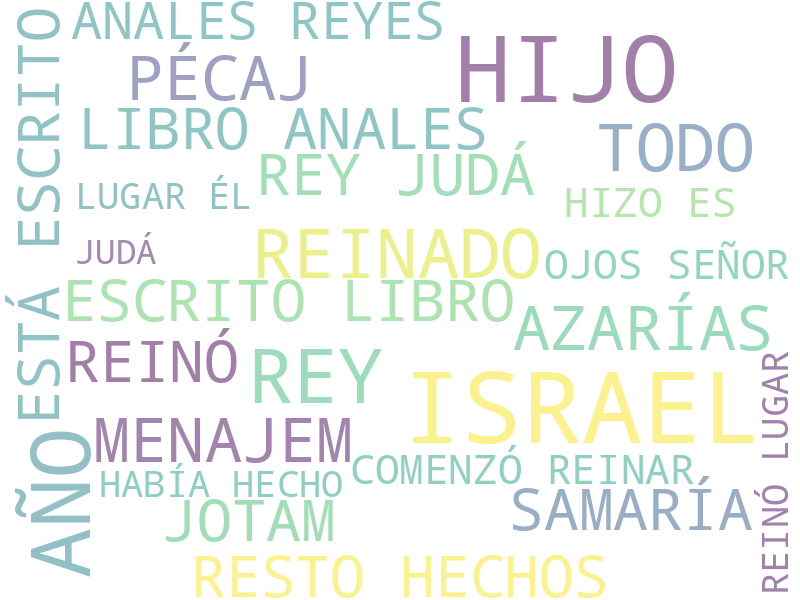 ANALES REYES
HIJO
PÉCAJ
LIBRO ANALES
TODO
REY JUDÁ
LUGAR ÉL
HIZO ES
JUDÁ
REINADO
OJOS SEÑOR
ESTÁ ESCRITO
ESCRITO LIBRO
AZARÍAS
REINÓ
REY
ISRAEL
MENAJEM
COMENZÓ REINAR
HABÍA HECHO
AÑO
SAMARÍA
JOTAM
REINÓ LUGAR
RESTO HECHOS